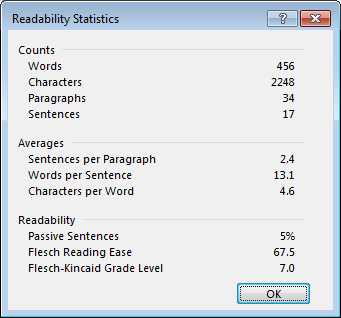 Readability Statistics
Counts
Words 456
Characters 2248
Paragraphs 34
Sentences 17
Averages
Sentences per Paragraph 2.4
Words per Sentence 13.1
Characters per Word 4.6
Readability
Passive Sentences 5%
Flesch Reading Ease 67.5
Flesch-Kincaid Grade Level 7.0
OK